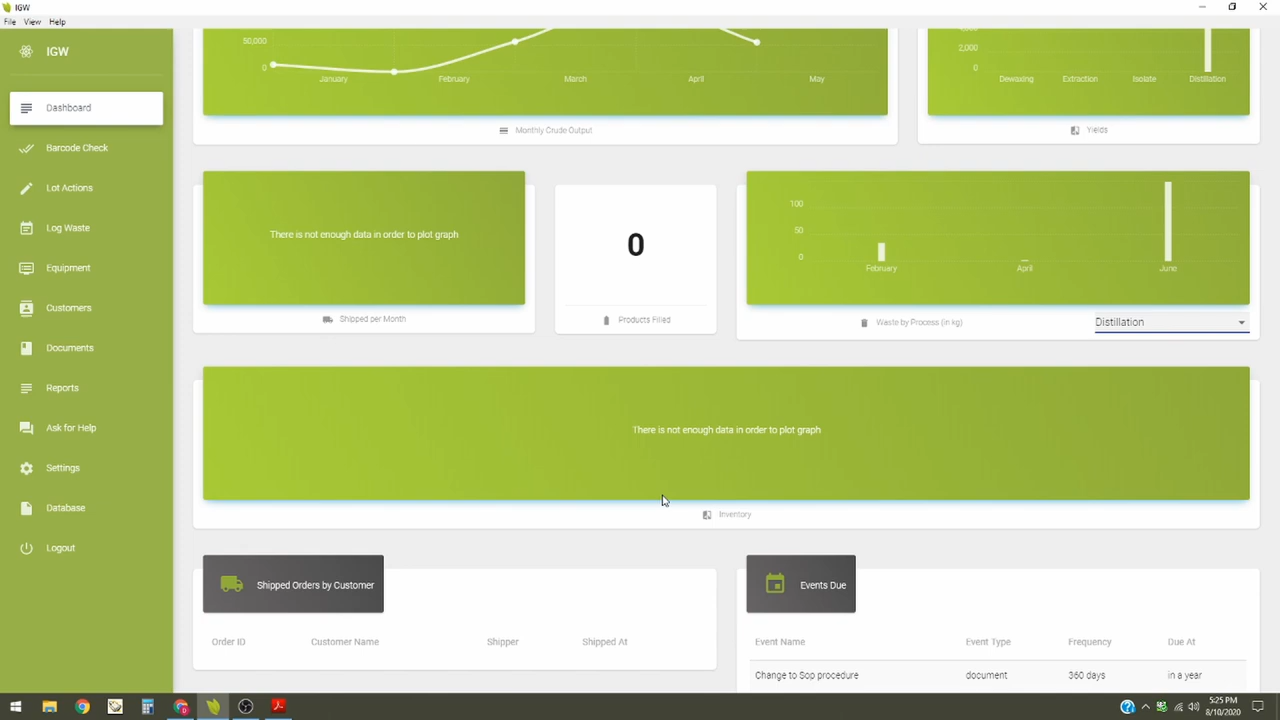 IGW
File View Help
IGW
Dashboard
Barcode Check
Lot Actions
Log Waste
Equipment
Customers
Documents
Reports
Ask for Help
Settings
Database
Logout
50,000
0
January February March April May
Monthly Crude Output
2,000
0
Dewaxing Extraction Isolate Distillation
Yields
There is not enough data in order to plot graph
Shipped per Month
0
Products Filled
100
50
0
February April June
Waste by Process (in kg)
Distillation
There is not enough data in order to plot graph
Inventory
Shipped Orders by Customer
Order ID Customer Name Shipper Shipped At
Events Due
Event Name Event Type Frequency Due At
Change to Sop procedure document 360 days in a year
5:25 PM
8/10/2020